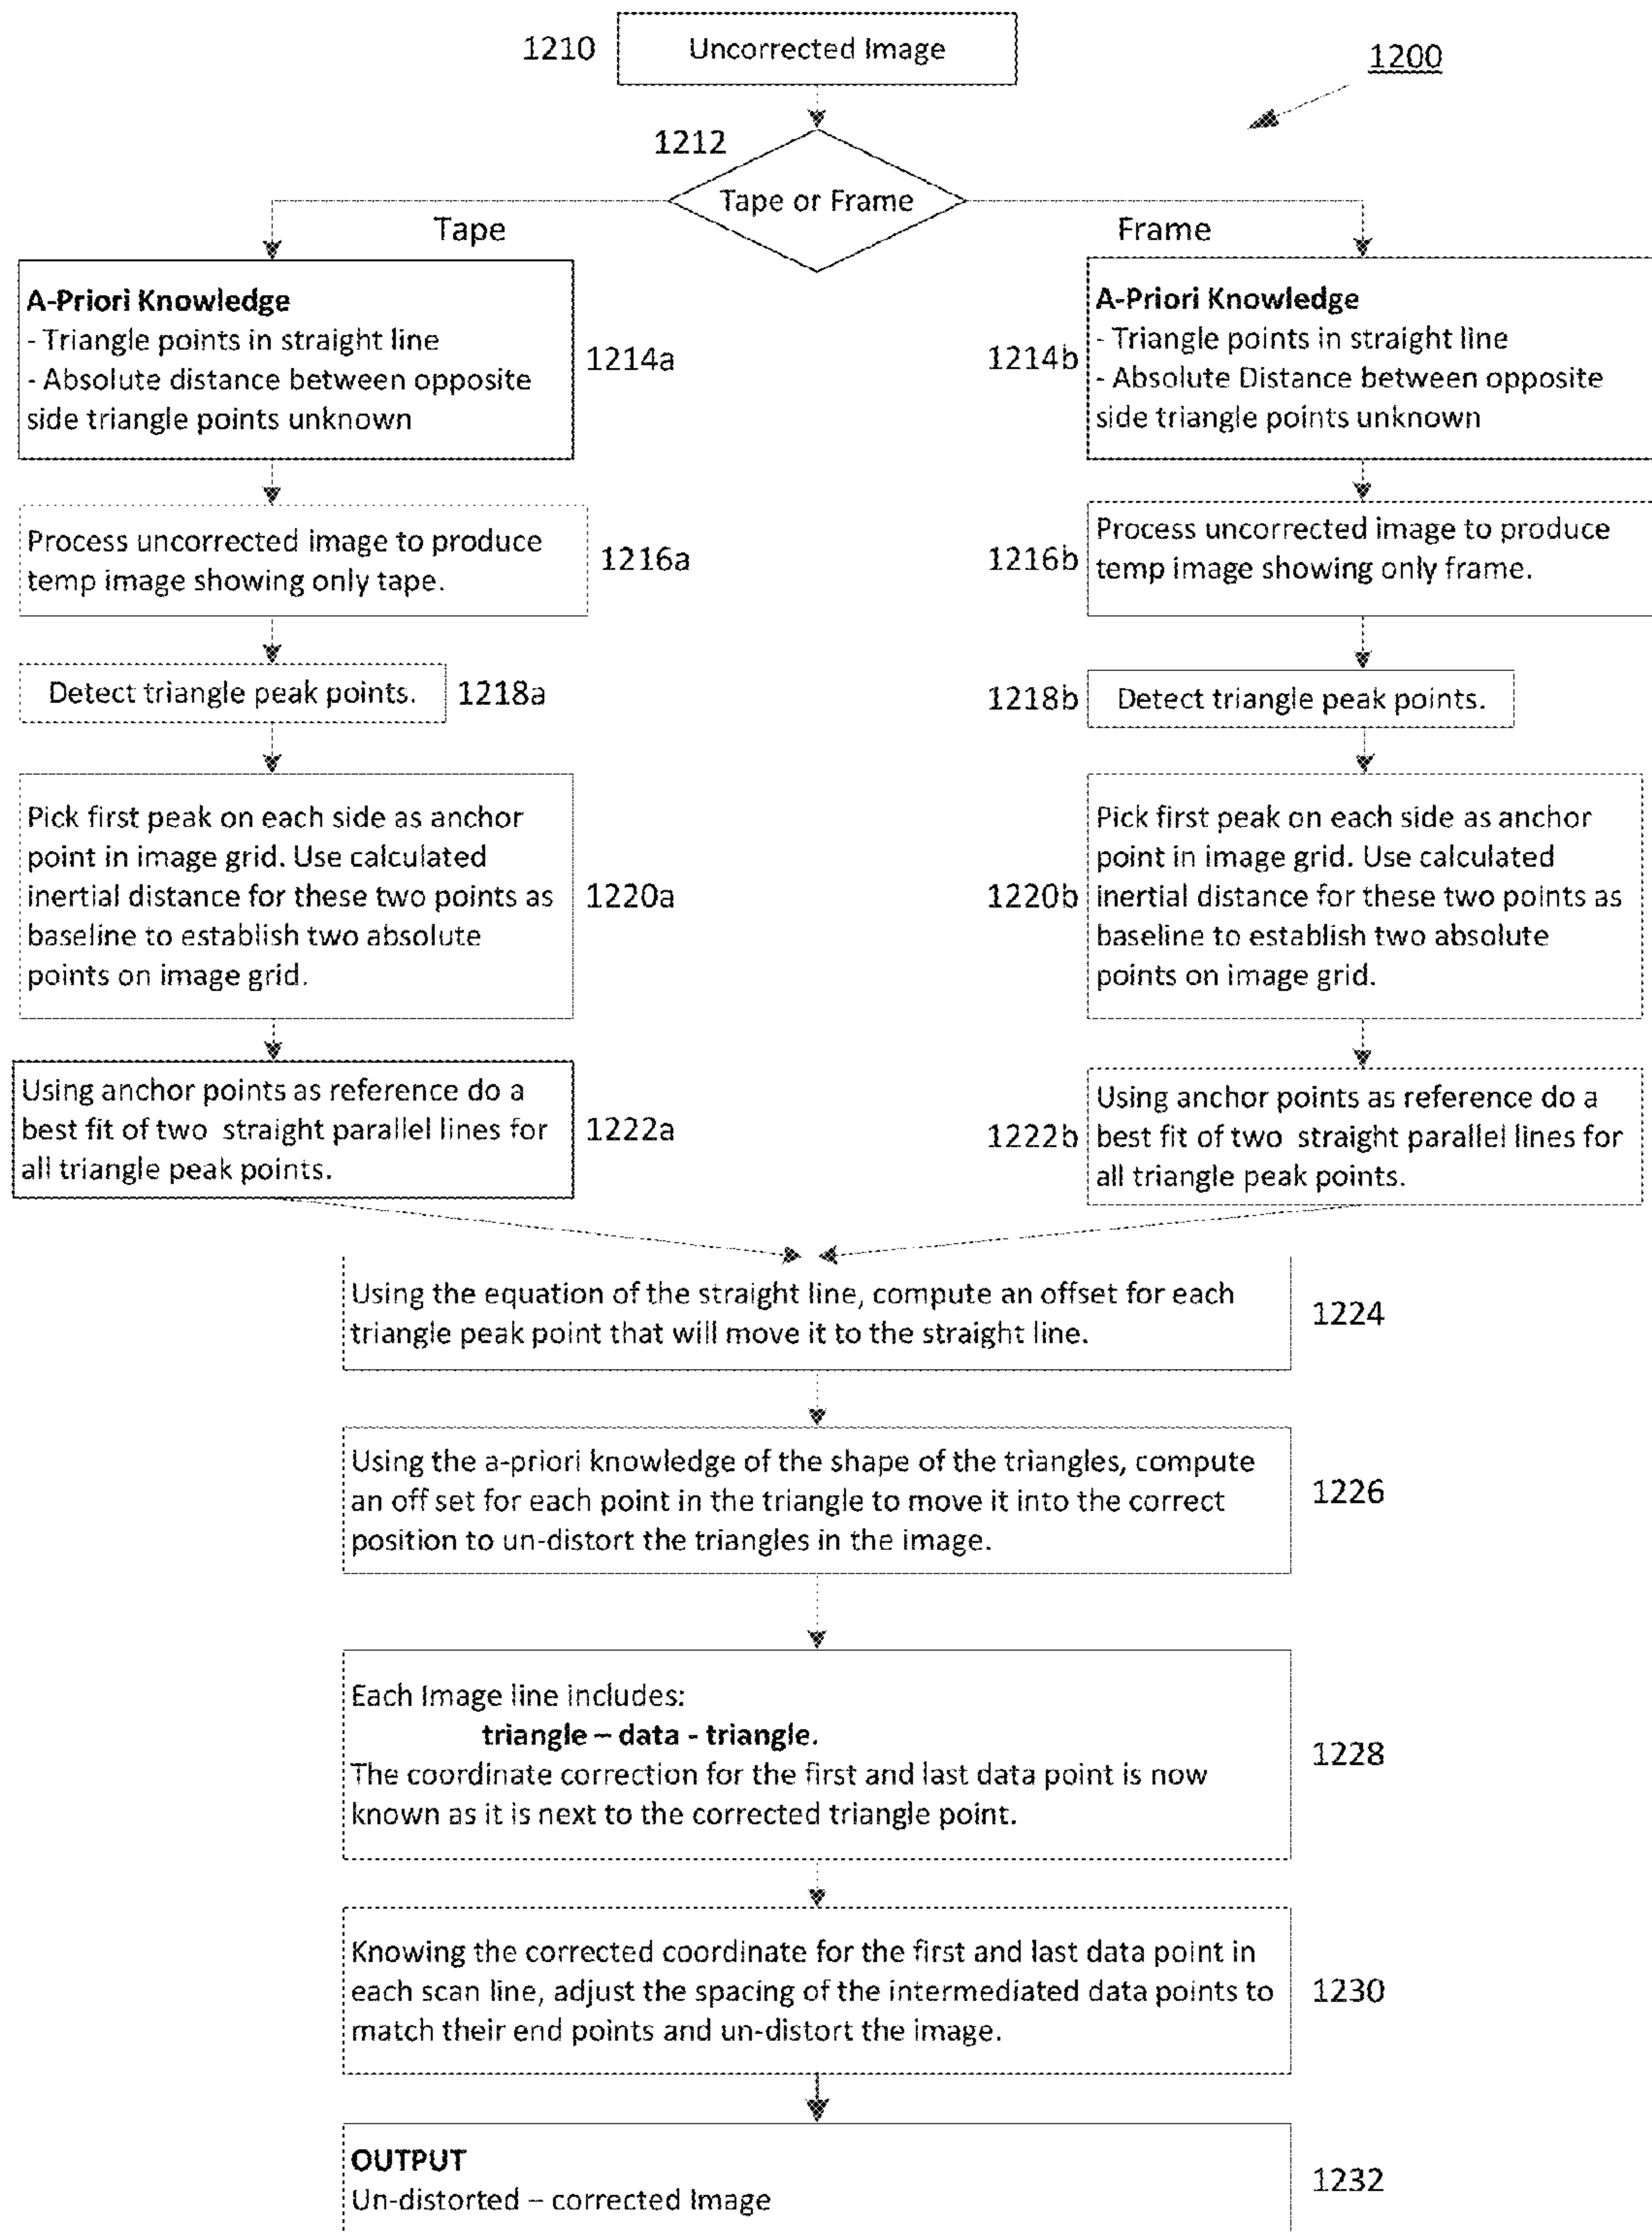 1210
Uncorrected Image
1200
1212
Tape or Frame
Tape
Frame
A-Priori Knowledge
- Triangle points in straight line
- Absolute distance between opposite
side triangle points unknown
1214a
1214b
A-Priori Knowledge
- Triangle points in straight line
- Absolute Distance between opposite
side triangle points unknown
Process uncorrected image to produce
temp image showing only tape.
1216a
1216b
Process uncorrected image to produce
temp image showing only frame.
Detect triangle peak points.
1218a
1218b
Detect triangle peak points.
Pick first peak on each side as anchor
point in image grid. Use calculated
inertial distance for these two points as
baseline to establish two absolute
points on image grid.
1220a
1220b
Pick first peak on each side as anchor
point in image grid. Use calculated
inertial distance for these two points as
baseline to establish two absolute
points on image grid.
Using anchor points as reference do a
best fit of two straight parallel lines for
all triangle peak points.
1222a
1222b
Using anchor points as reference do a
best fit of two straight parallel lines for
all triangle peak points.
Using the equation of the straight line, compute an offset for each
triangle peak point that will move it to the straight line.
1224
Using the a-priori knowledge of the shape of the triangles, compute
an off set for each point in the triangle to move it into the correct
position to un-distort the triangles in the image.
1226
Each Image line includes:
triangle – data - triangle.
The coordinate correction for the first and last data point is now
known as it is next to the corrected triangle point.
1228
Knowing the corrected coordinate for the first and last data point in
each scan line, adjust the spacing of the intermediated data points to
match their end points and un-distort the image.
1230
OUTPUT
Un-distorted – corrected Image
1232